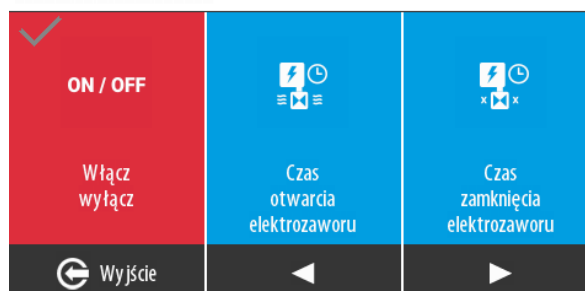 ON / OFF
Włącz
wyłącz
Czas
otwarcia
elektrozaworu
Czas
zamknięcia
elektrozaworu
Wyjście